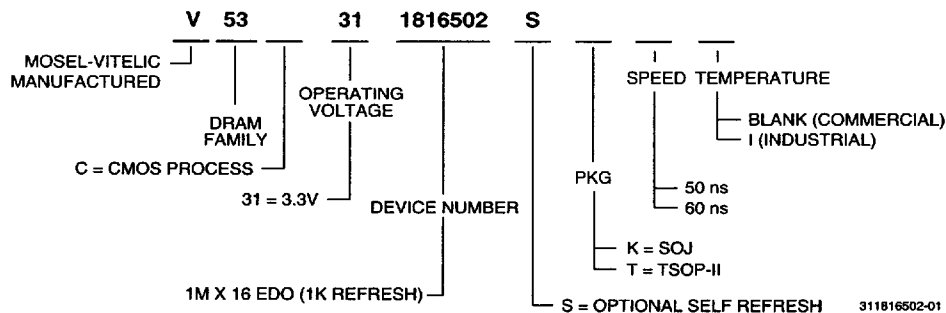 V 53 31 1816502 S
MOSEL-VITELIC
MANUFACTURED
SPEED TEMPERATURE
OPERATING
VOLTAGE
DRAM
FAMILY
BLANK (COMMERCIAL)
I (INDUSTRIAL)
C = CMOS PROCESS
PKG
50 ns
60 ns
31 = 3.3V
DEVICE NUMBER
K = SOJ
T = TSOP-II
1M X 16 EDO (1K REFRESH)
S = OPTIONAL SELF REFRESH
311816502-01